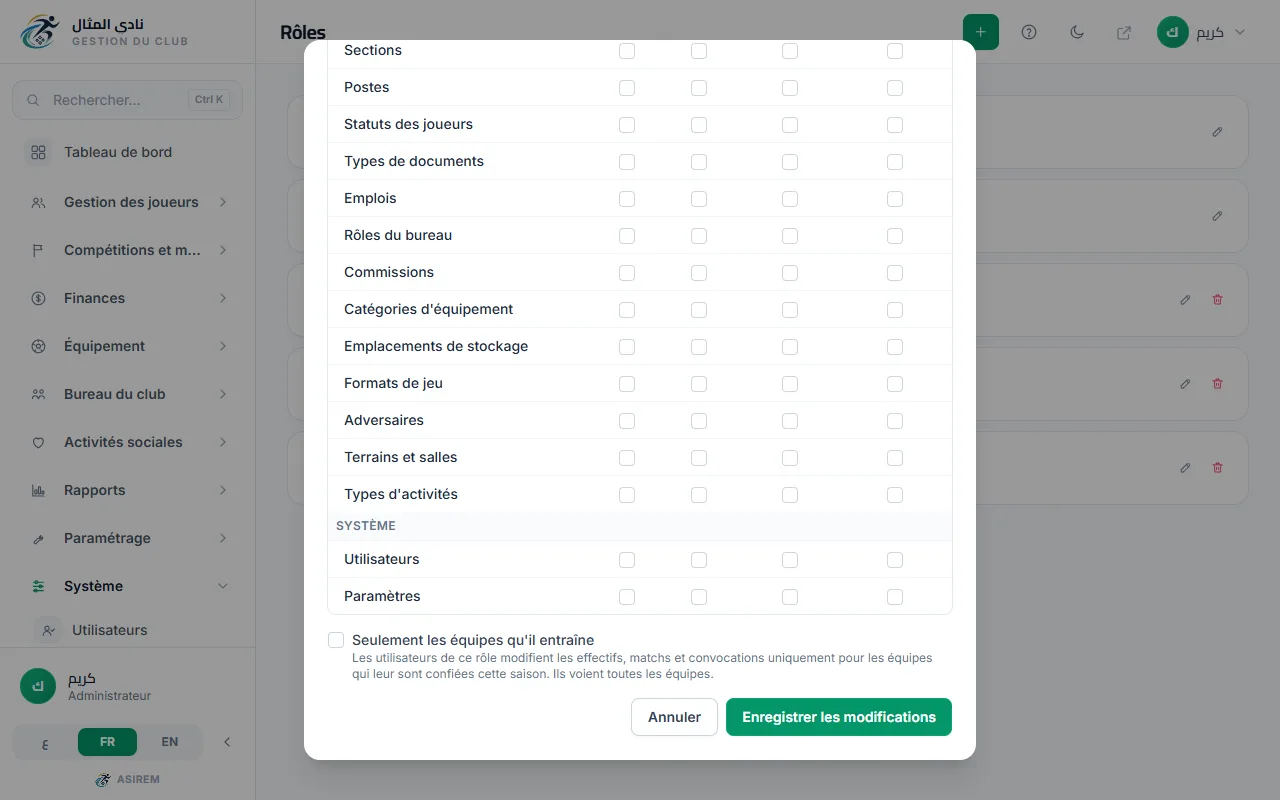 نادي المثال
GESTION DU CLUB
Rechercher...
Ctrl K
Tableau de bord
Gestion des joueurs
Compétitions et m...
Finances
Équipement
Bureau du club
Activités sociales
Rapports
Paramétrage
Système
Utilisateurs
ك
كريم
Administrateur
ع
FR
EN
ASIREM
Rôles
+
ك
كريم
Sections
Postes
Statuts des joueurs
Types de documents
Emplois
Rôles du bureau
Commissions
Catégories d'équipement
Emplacements de stockage
Formats de jeu
Adversaires
Terrains et salles
Types d'activités
SYSTÈME
Utilisateurs
Paramètres
Seulement les équipes qu'il entraîne
Les utilisateurs de ce rôle modifient les effectifs, matchs et convocations uniquement pour les équipes
qui leur sont confiées cette saison. Ils voient toutes les équipes.
Annuler
Enregistrer les modifications